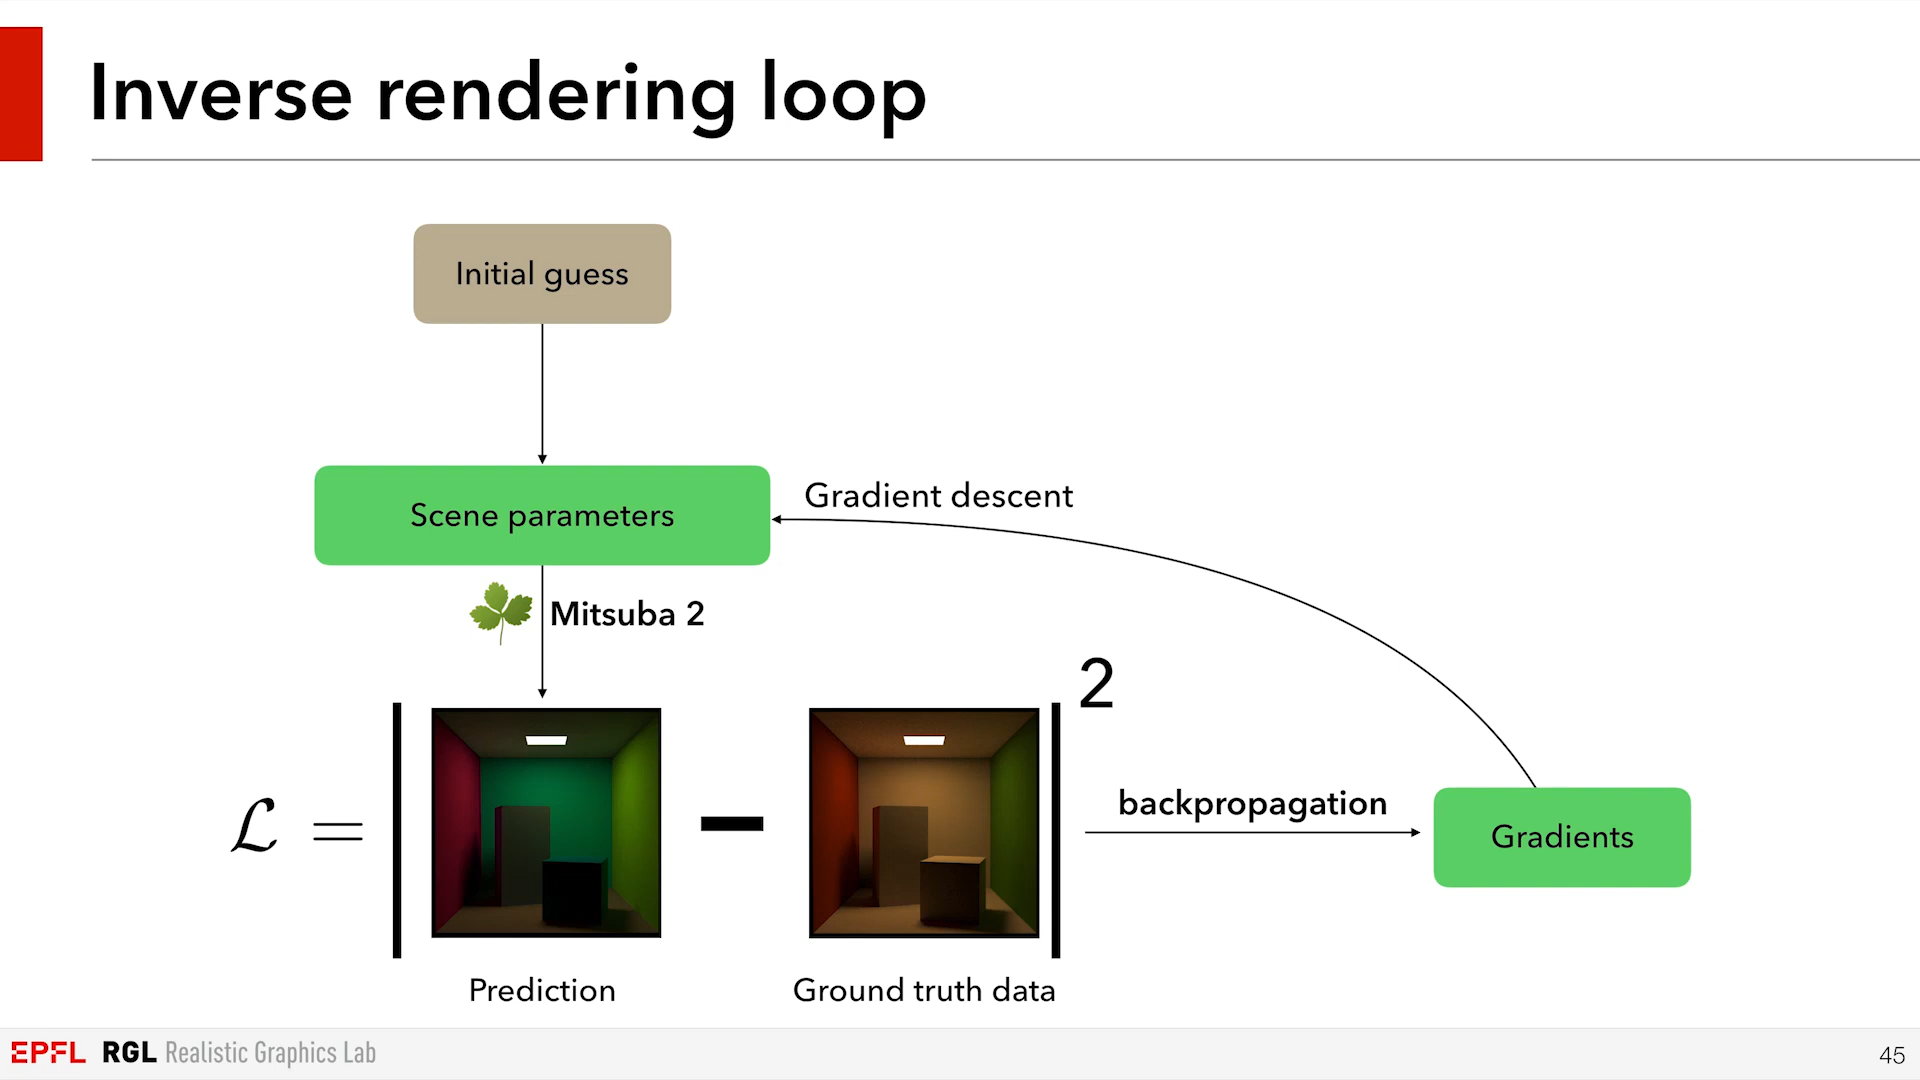 Inverse rendering loop
Initial guess
Scene parameters
Gradient descent
Mitsuba 2
2
ℒ =
backpropagation
Gradients
Prediction
Ground truth data
EPFL RGL Realistic Graphics Lab
45